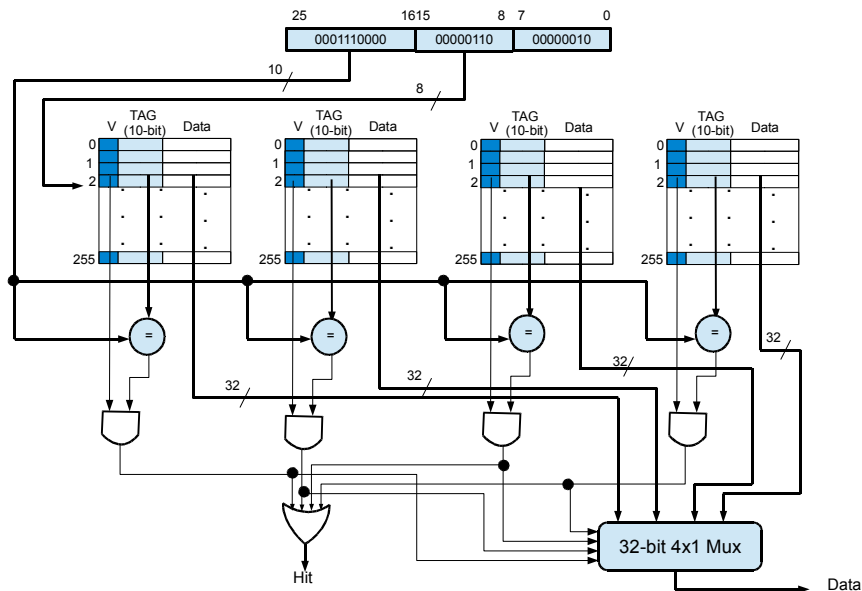 25 1615 8 7 0
0001110000 00000110 00000010
10
8
TAG TAG TAG TAG
V (10-bit) Data V (10-bit) Data V (10-bit) Data V (10-bit) Data
0 0 0 0
1 1 1 1
2 2 2 2
255 255 255 255
= = = =
32 32 32 32
32-bit 4x1 Mux
Hit
Data